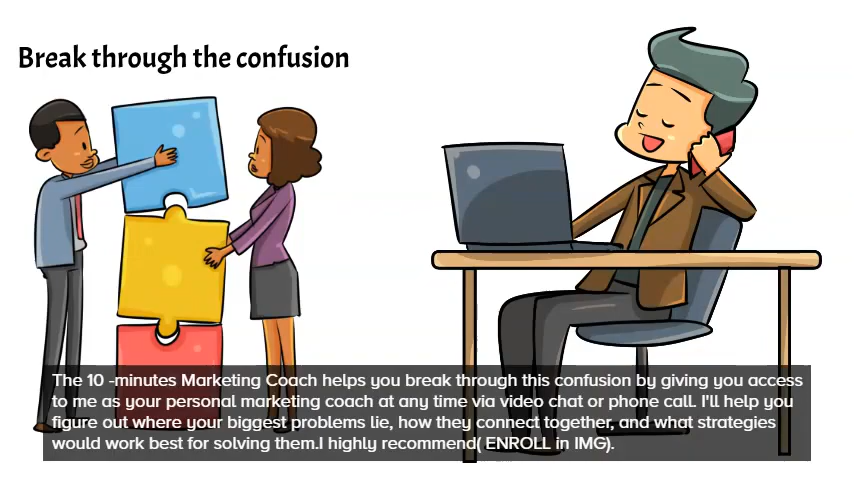 Break through the confusion
The 10 -minutes Marketing Coach helps you break through this confusion by giving you access
to me as your personal marketing coach at any time via video chat or phone call. I'll help you
figure out where your biggest problems lie, how they connect together, and what strategies
would work best for solving them.I highly recommend( ENROLL in IMG).